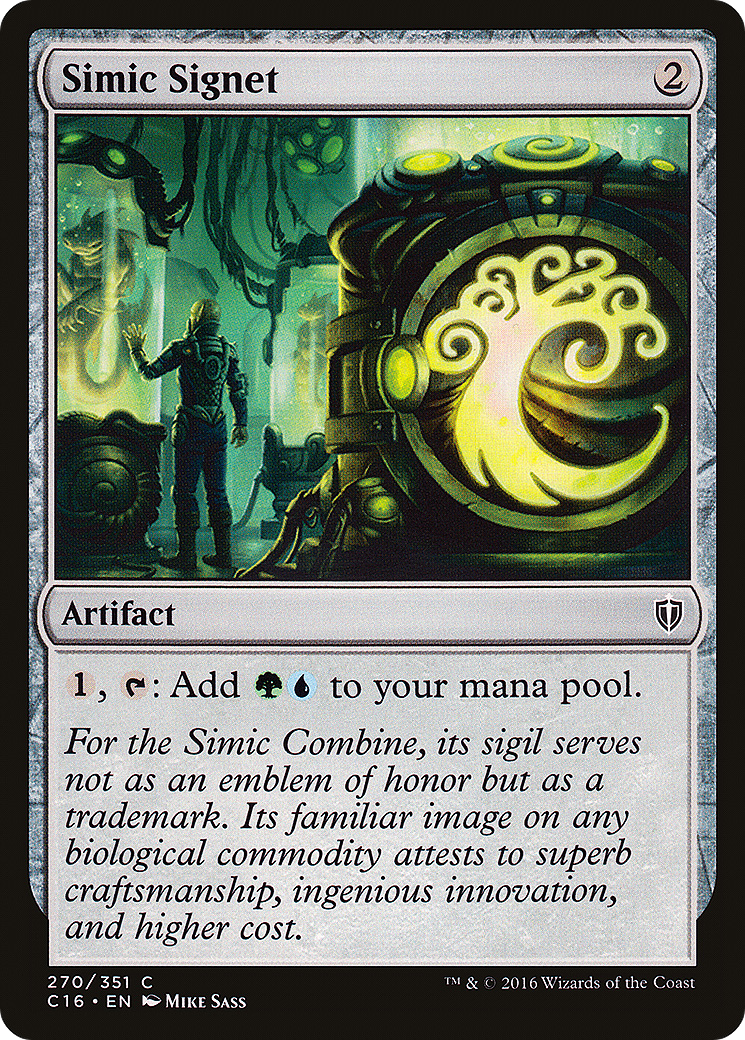 Simic Signet 2
Artifact
1, : Add to your mana pool.
For the Simic Combine, its sigil serves
not as an emblem of honor but as a
trademark. Its familiar image on any
biological commodity attests to superb
craftsmanship, ingenious innovation,
and higher cost.
270/351 C
C16 • EN Mike Sass
™ & © 2016 Wizards of the Coast